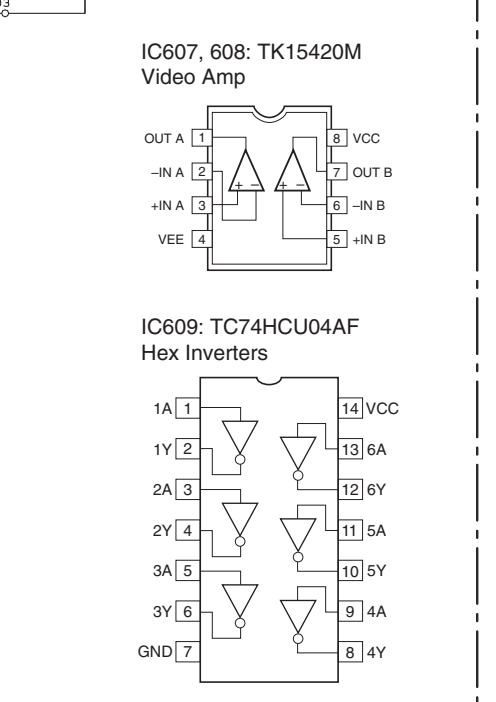 13
IC607, 608: TK15420M
Video Amp
OUT A 1 8 VCC
–IN A 2 7 OUT B
+IN A 3 + – + – 6 –IN B
VEE 4 5 +IN B
IC609: TC74HCU04AF
Hex Inverters
1A 1 14 VCC
1Y 2 13 6A
2A 3 12 6Y
2Y 4 11 5A
3A 5 10 5Y
3Y 6 9 4A
GND 7 8 4Y